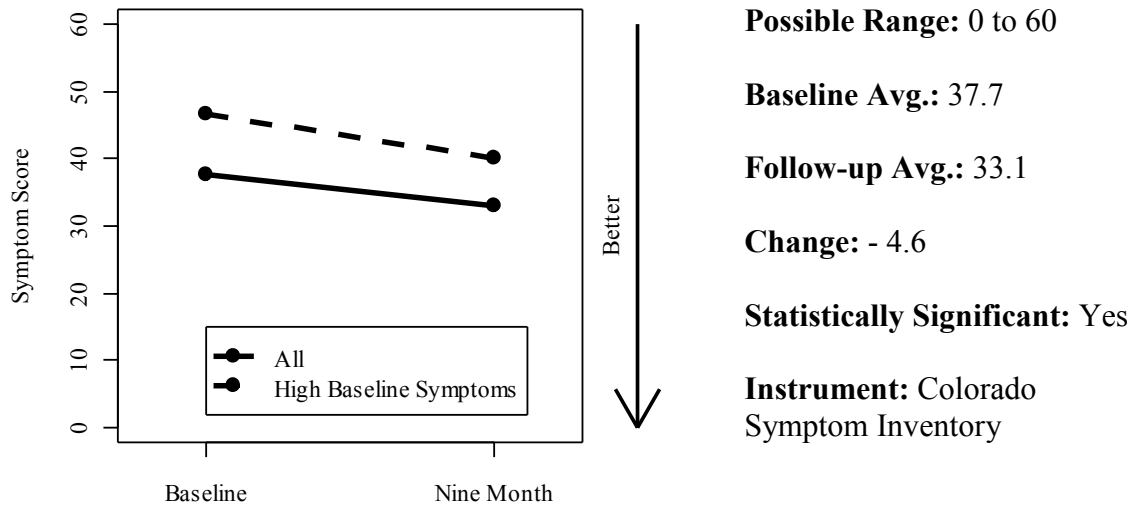 60
50
40
30
20
10
0
Symptom Score
All
High Baseline Symptoms
Baseline
Nine Month
Better
Possible Range: 0 to 60
Baseline Avg.: 37.7
Follow-up Avg.: 33.1
Change: - 4.6
Statistically Significant: Yes
Instrument: Colorado
Symptom Inventory